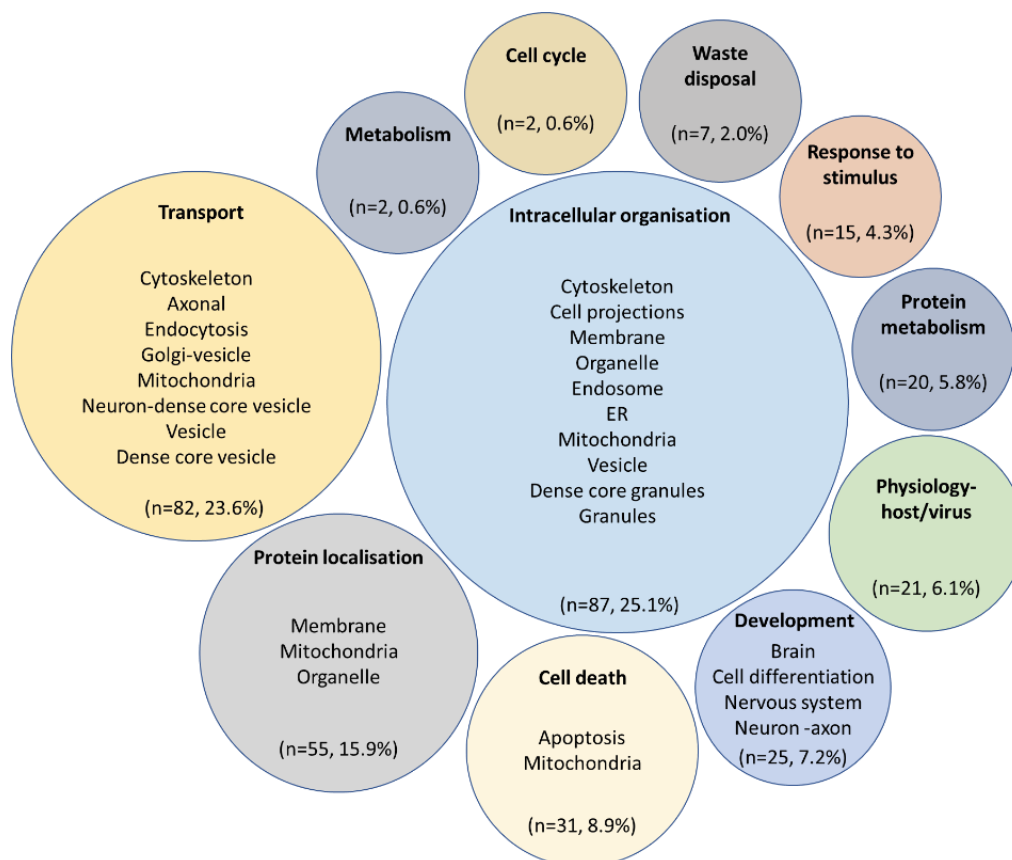 Cell cycle
(n=2, 0.6%)
Waste
disposal
(n=7, 2.0%)
Metabolism
(n=2, 0.6%)
Response to
stimulus
(n=15, 4.3%)
Transport
Cytoskeleton
Axonal
Endocytosis
Golgi-vesicle
Mitochondria
Neuron-dense core vesicle
Vesicle
Dense core vesicle
(n=82, 23.6%)
Intracellular organisation
Cytoskeleton
Cell projections
Membrane
Organelle
Endosome
ER
Mitochondria
Vesicle
Dense core granules
Granules
(n=87, 25.1%)
Protein
metabolism
(n=20, 5.8%)
Physiology-
host/virus
(n=21, 6.1%)
Protein localisation
Membrane
Mitochondria
Organelle
(n=55, 15.9%)
Cell death
Apoptosis
Mitochondria
(n=31, 8.9%)
Development
Brain
Cell differentiation
Nervous system
Neuron -axon
(n=25, 7.2%)